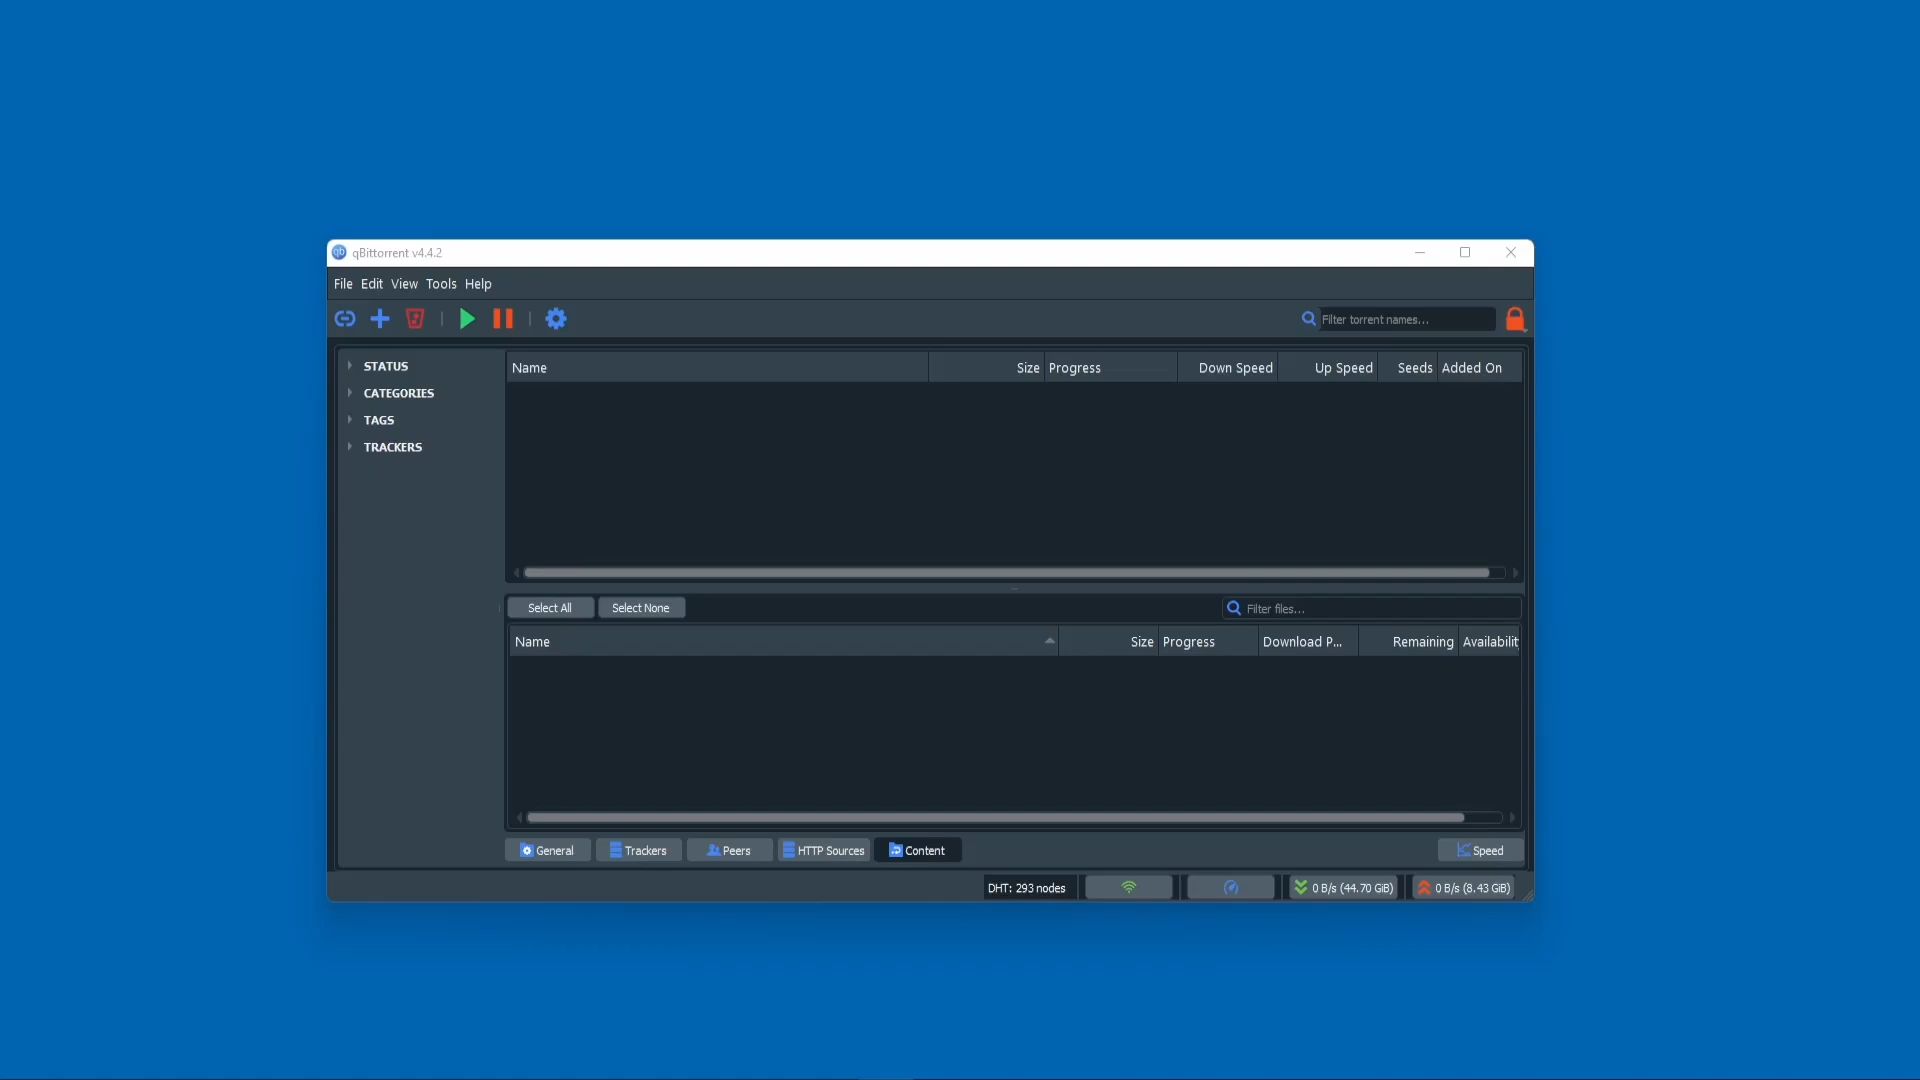 qb qBittorrent v4.4.2
File Edit View Tools Help
Filter torrent names...
STATUS
CATEGORIES
TAGS
TRACKERS
Name Size Progress Down Speed Up Speed Seeds Added On
Select All Select None Filter files...
Name Size Progress Download P... Remaining Availabilit
General Trackers Peers HTTP Sources Content Speed
DHT: 293 nodes 0 B/s (44.70 GiB) 0 B/s (8.43 GiB)